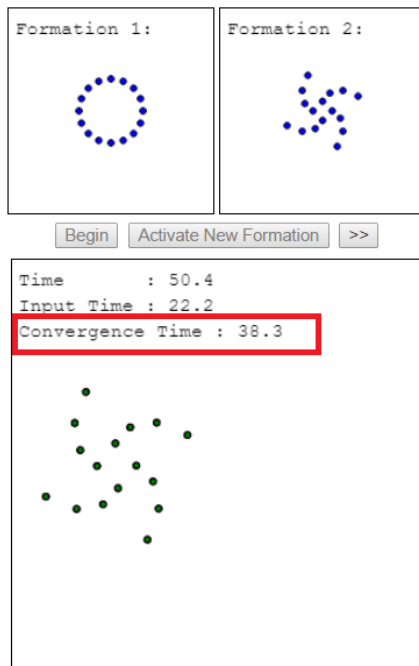 Formation 1:
Formation 2:
Begin
Activate New Formation
>>
Time : 50.4
Input Time : 22.2
Convergence Time : 38.3